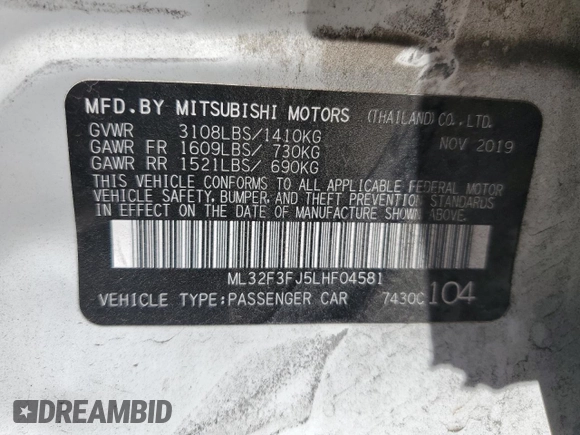 MFD.BY MITSUBISHI MOTORS (THAILAND)CO.,LTD.
GVWR 3108LBS/1410KG NOV 2019
GAWR FR 1609LBS/ 730KG
GAWR RR 1521LBS/ 690KG
THIS VEHICLE CONFORMS TO ALL APPLICABLE FEDERAL MOTOR
VEHICLE SAFETY, BUMPER, AND THEFT PREVENTION STANDARDS
IN EFFECT ON THE DATE OF MANUFACTURE SHOWN ABOVE.
ML32F3FJ5LHF04581
VEHICLE TYPE:PASSENGER CAR 7430C 104
DREAMBID